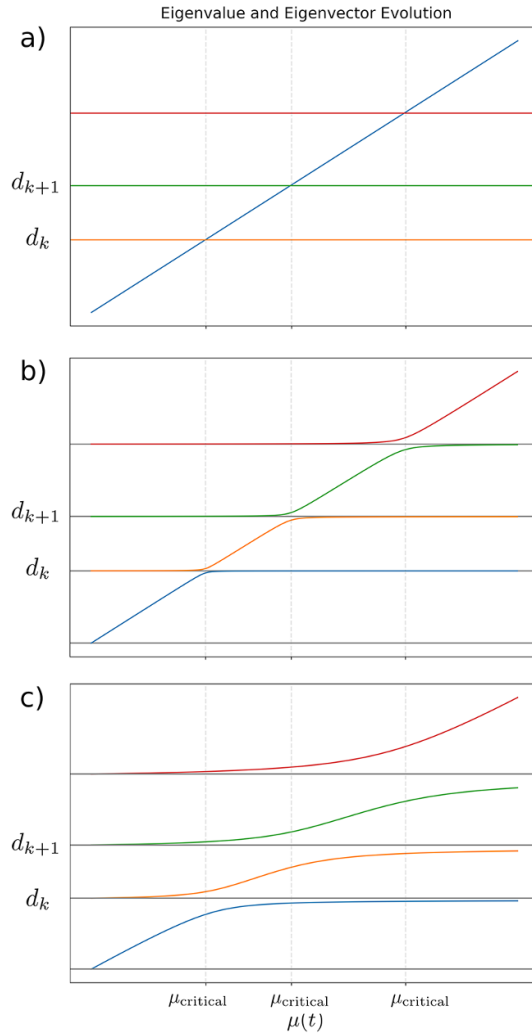 Eigenvalue and Eigenvector Evolution
a)
d_{k+1}
d_k
b)
d_{k+1}
d_k
c)
d_{k+1}
d_k
μ_critical μ_critical μ_critical
μ(t)